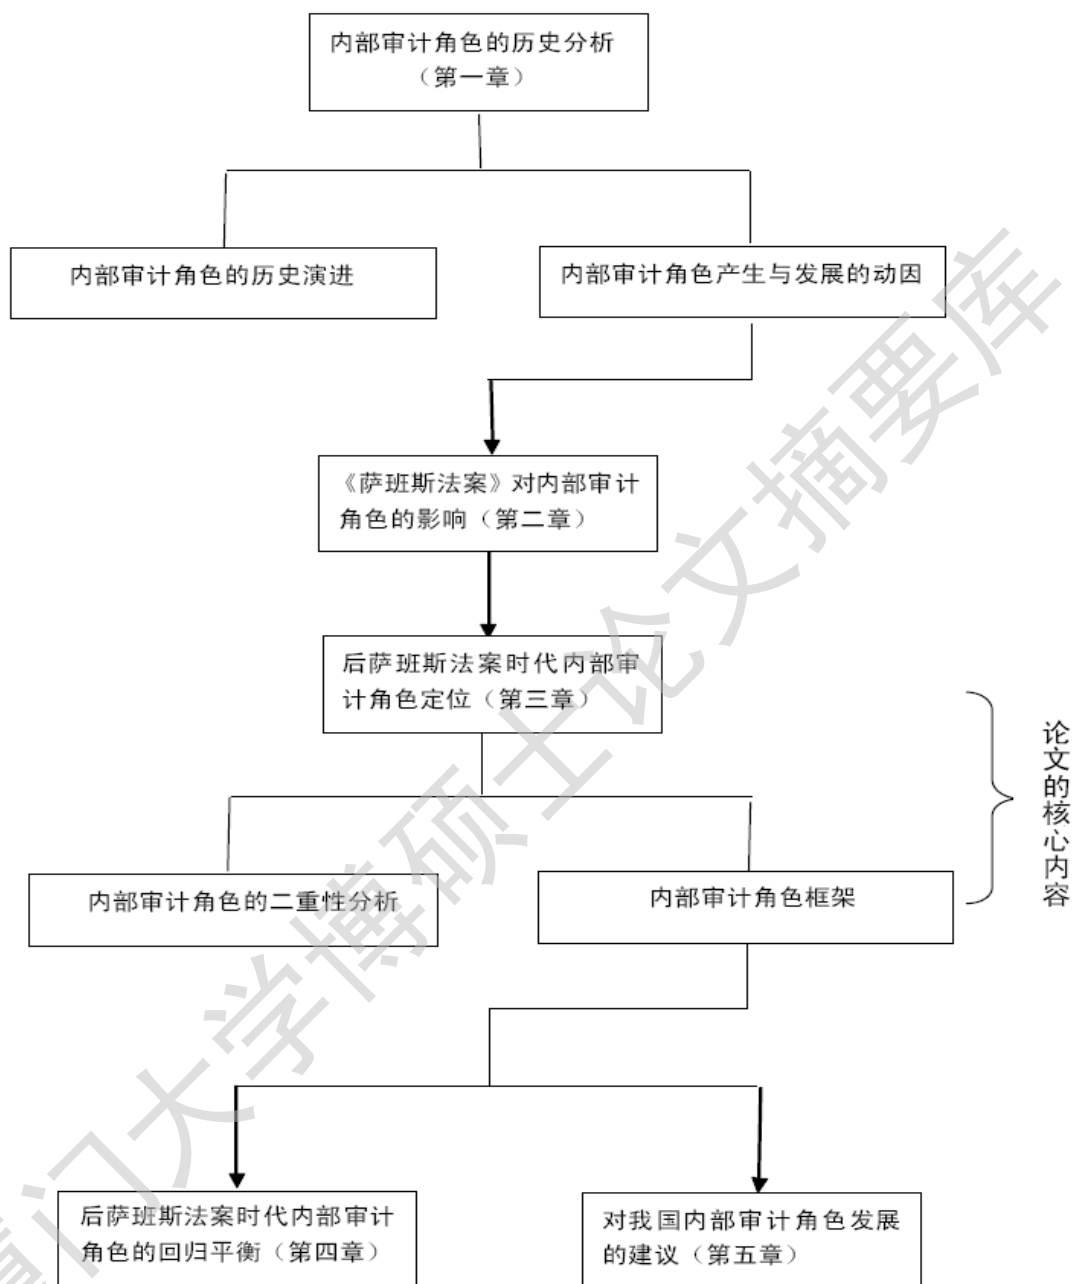 内部审计角色的历史分析
（第一章）
内部审计角色的历史演进
内部审计角色产生与发展的动因
《萨班斯法案》对内部审计
角色的影响（第二章）
后萨班斯法案时代内部审
计角色定位（第三章）
论文的核心内容
内部审计角色的二重性分析
内部审计角色框架
后萨班斯法案时代内部审计
角色的回归平衡（第四章）
对我国内部审计角色发展
的建议（第五章）
厦门大学博硕士论文摘要库